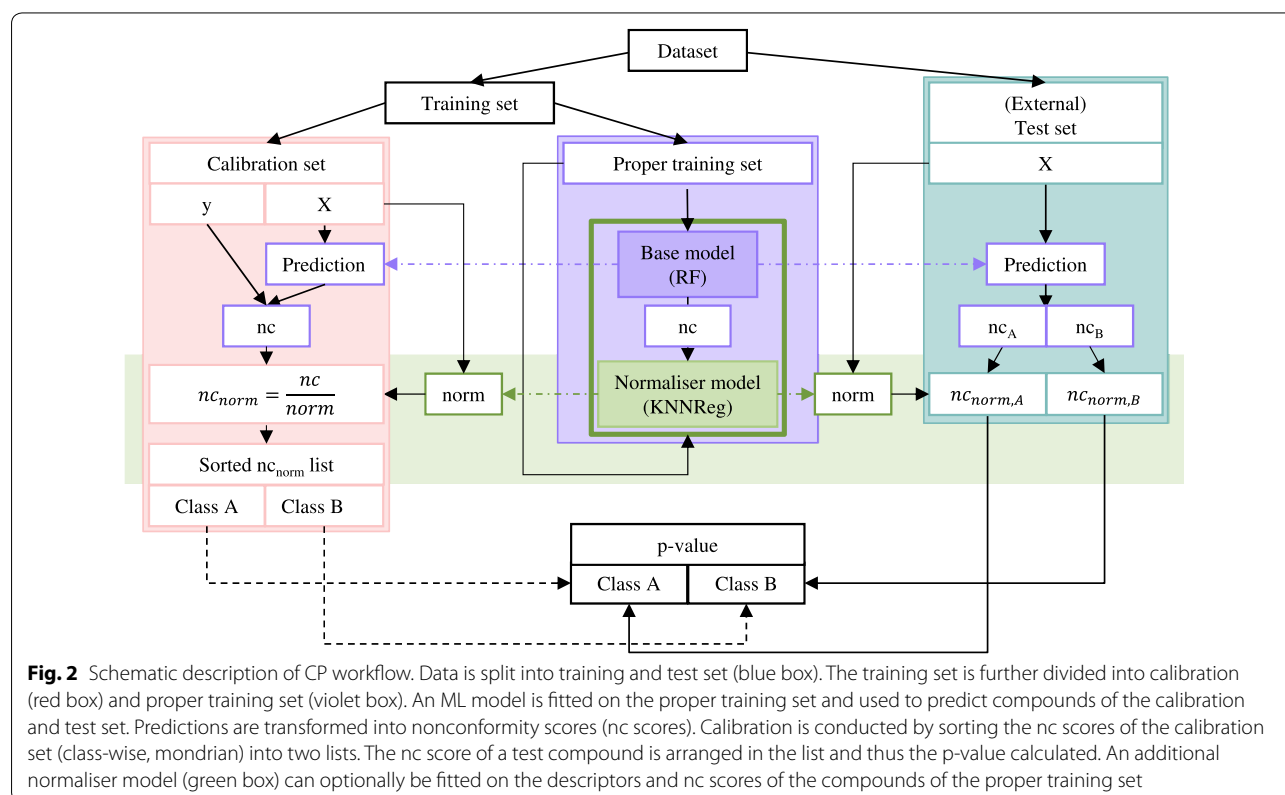 Dataset
Training set
(External)
Test set
Calibration set
Proper training set
X
y
X
Prediction
Base model
(RF)
Prediction
nc
nc
nc_A
nc_B
nc_norm = nc/norm
norm
Normaliser model
(KNNReg)
norm
nc_norm,A
nc_norm,B
Sorted nc_norm list
Class A
Class B
p-value
Class A
Class B
Fig. 2 Schematic description of CP workflow. Data is split into training and test set (blue box). The training set is further divided into calibration
(red box) and proper training set (violet box). An ML model is fitted on the proper training set and used to predict compounds of the calibration
and test set. Predictions are transformed into nonconformity scores (nc scores). Calibration is conducted by sorting the nc scores of the calibration
set (class-wise, mondrian) into two lists. The nc score of a test compound is arranged in the list and thus the p-value calculated. An additional
normaliser model (green box) can optionally be fitted on the descriptors and nc scores of the compounds of the proper training set